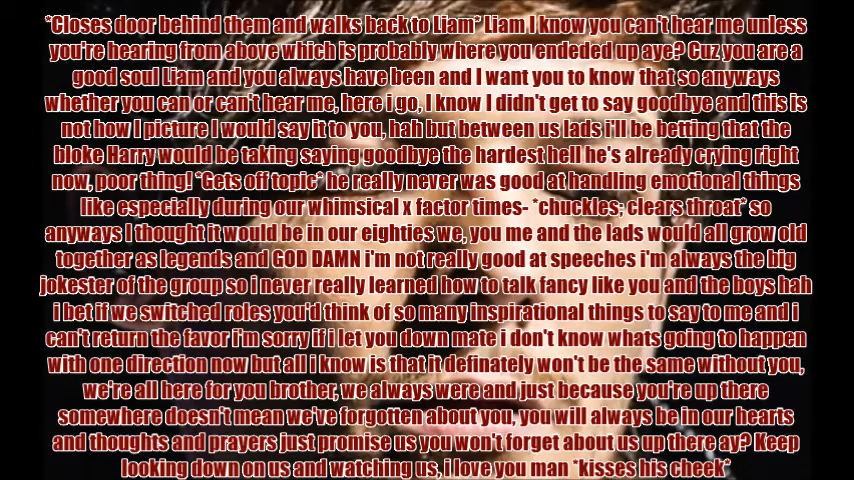 *Closes door behind them and walks back to Liam* Liam I know you can't hear me unless
you're hearing from above which is probably where you endeded up aye? Cuz you are a
good soul Liam and you always have been and I want you to know that so anyways
whether you can or can't hear me, here i go, I know I didn't get to say goodbye and this is
not how I picture I would say it to you, hah but between us lads i'll be betting that the
bloke Harry would be taking saying goodbye the hardest hell he's already crying right
now, poor thing! *Gets off topic* he really never was good at handling emotional things
like especially during our whimsical x factor times- *chuckles; clears throat* so
anyways I thought it would be in our eighties we, you me and the lads would all grow old
together as legends and GOD DAMN i'm not really good at speeches i'm always the big
jokester of the group so i never really learned how to talk fancy like you and the boys hah
i bet if we switched roles you'd think of so many inspirational things to say to me and i
can't return the favor i'm sorry if i let you down mate i don't know whats going to happen
with one direction now but all i know is that it definately won't be the same without you,
we're all here for you brother, we always were and just because you're up there
somewhere doesn't mean we've forgotten about you, you will always be in our hearts
and thoughts and prayers just promise us you won't forget about us up there ay? Keep
looking down on us and watching us, i love you man *kisses his cheek*